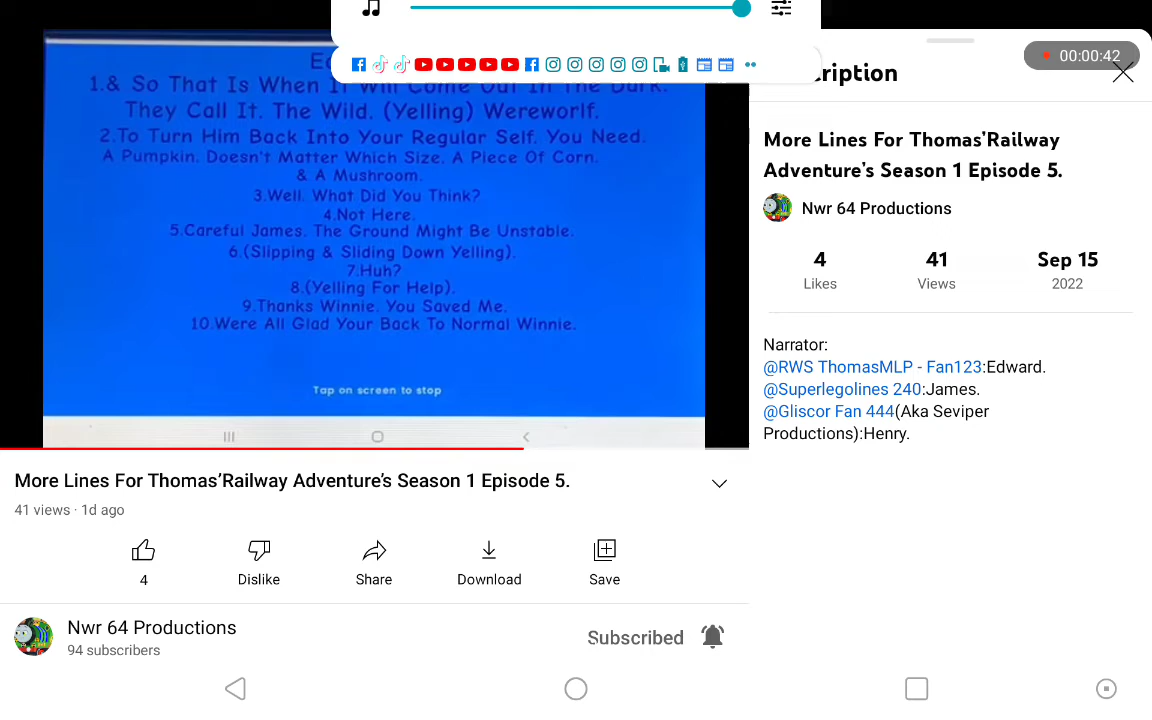 00:00:42
Ed
1.& So That Is When It Will Come Out In The Dark.
They Call It. The Wild. (Yelling) Wereworlf.
2.To Turn Him Back Into Your Regular Self. You Need.
A Pumpkin. Doesn't Matter Which Size. A Piece Of Corn.
& A Mushroom.
3.Well. What Did You Think?
4.Not Here.
5.Careful James. The Ground Might Be Unstable.
6.(Slipping & Sliding Down Yelling).
7.Huh?
8.(Yelling For Help).
9.Thanks Winnie. You Saved Me.
10.Were All Glad Your Back To Normal Winnie.
Tap on screen to stop
More Lines For Thomas'Railway Adventure's Season 1 Episode 5.
41 views · 1d ago
4
Dislike
Share
Download
Save
Nwr 64 Productions
94 subscribers
Subscribed
cription
More Lines For Thomas'Railway
Adventure's Season 1 Episode 5.
Nwr 64 Productions
4
Likes
41
Views
Sep 15
2022
Narrator:
@RWS ThomasMLP - Fan123:Edward.
@Superlegolines 240:James.
@Gliscor Fan 444(Aka Seviper
Productions):Henry.